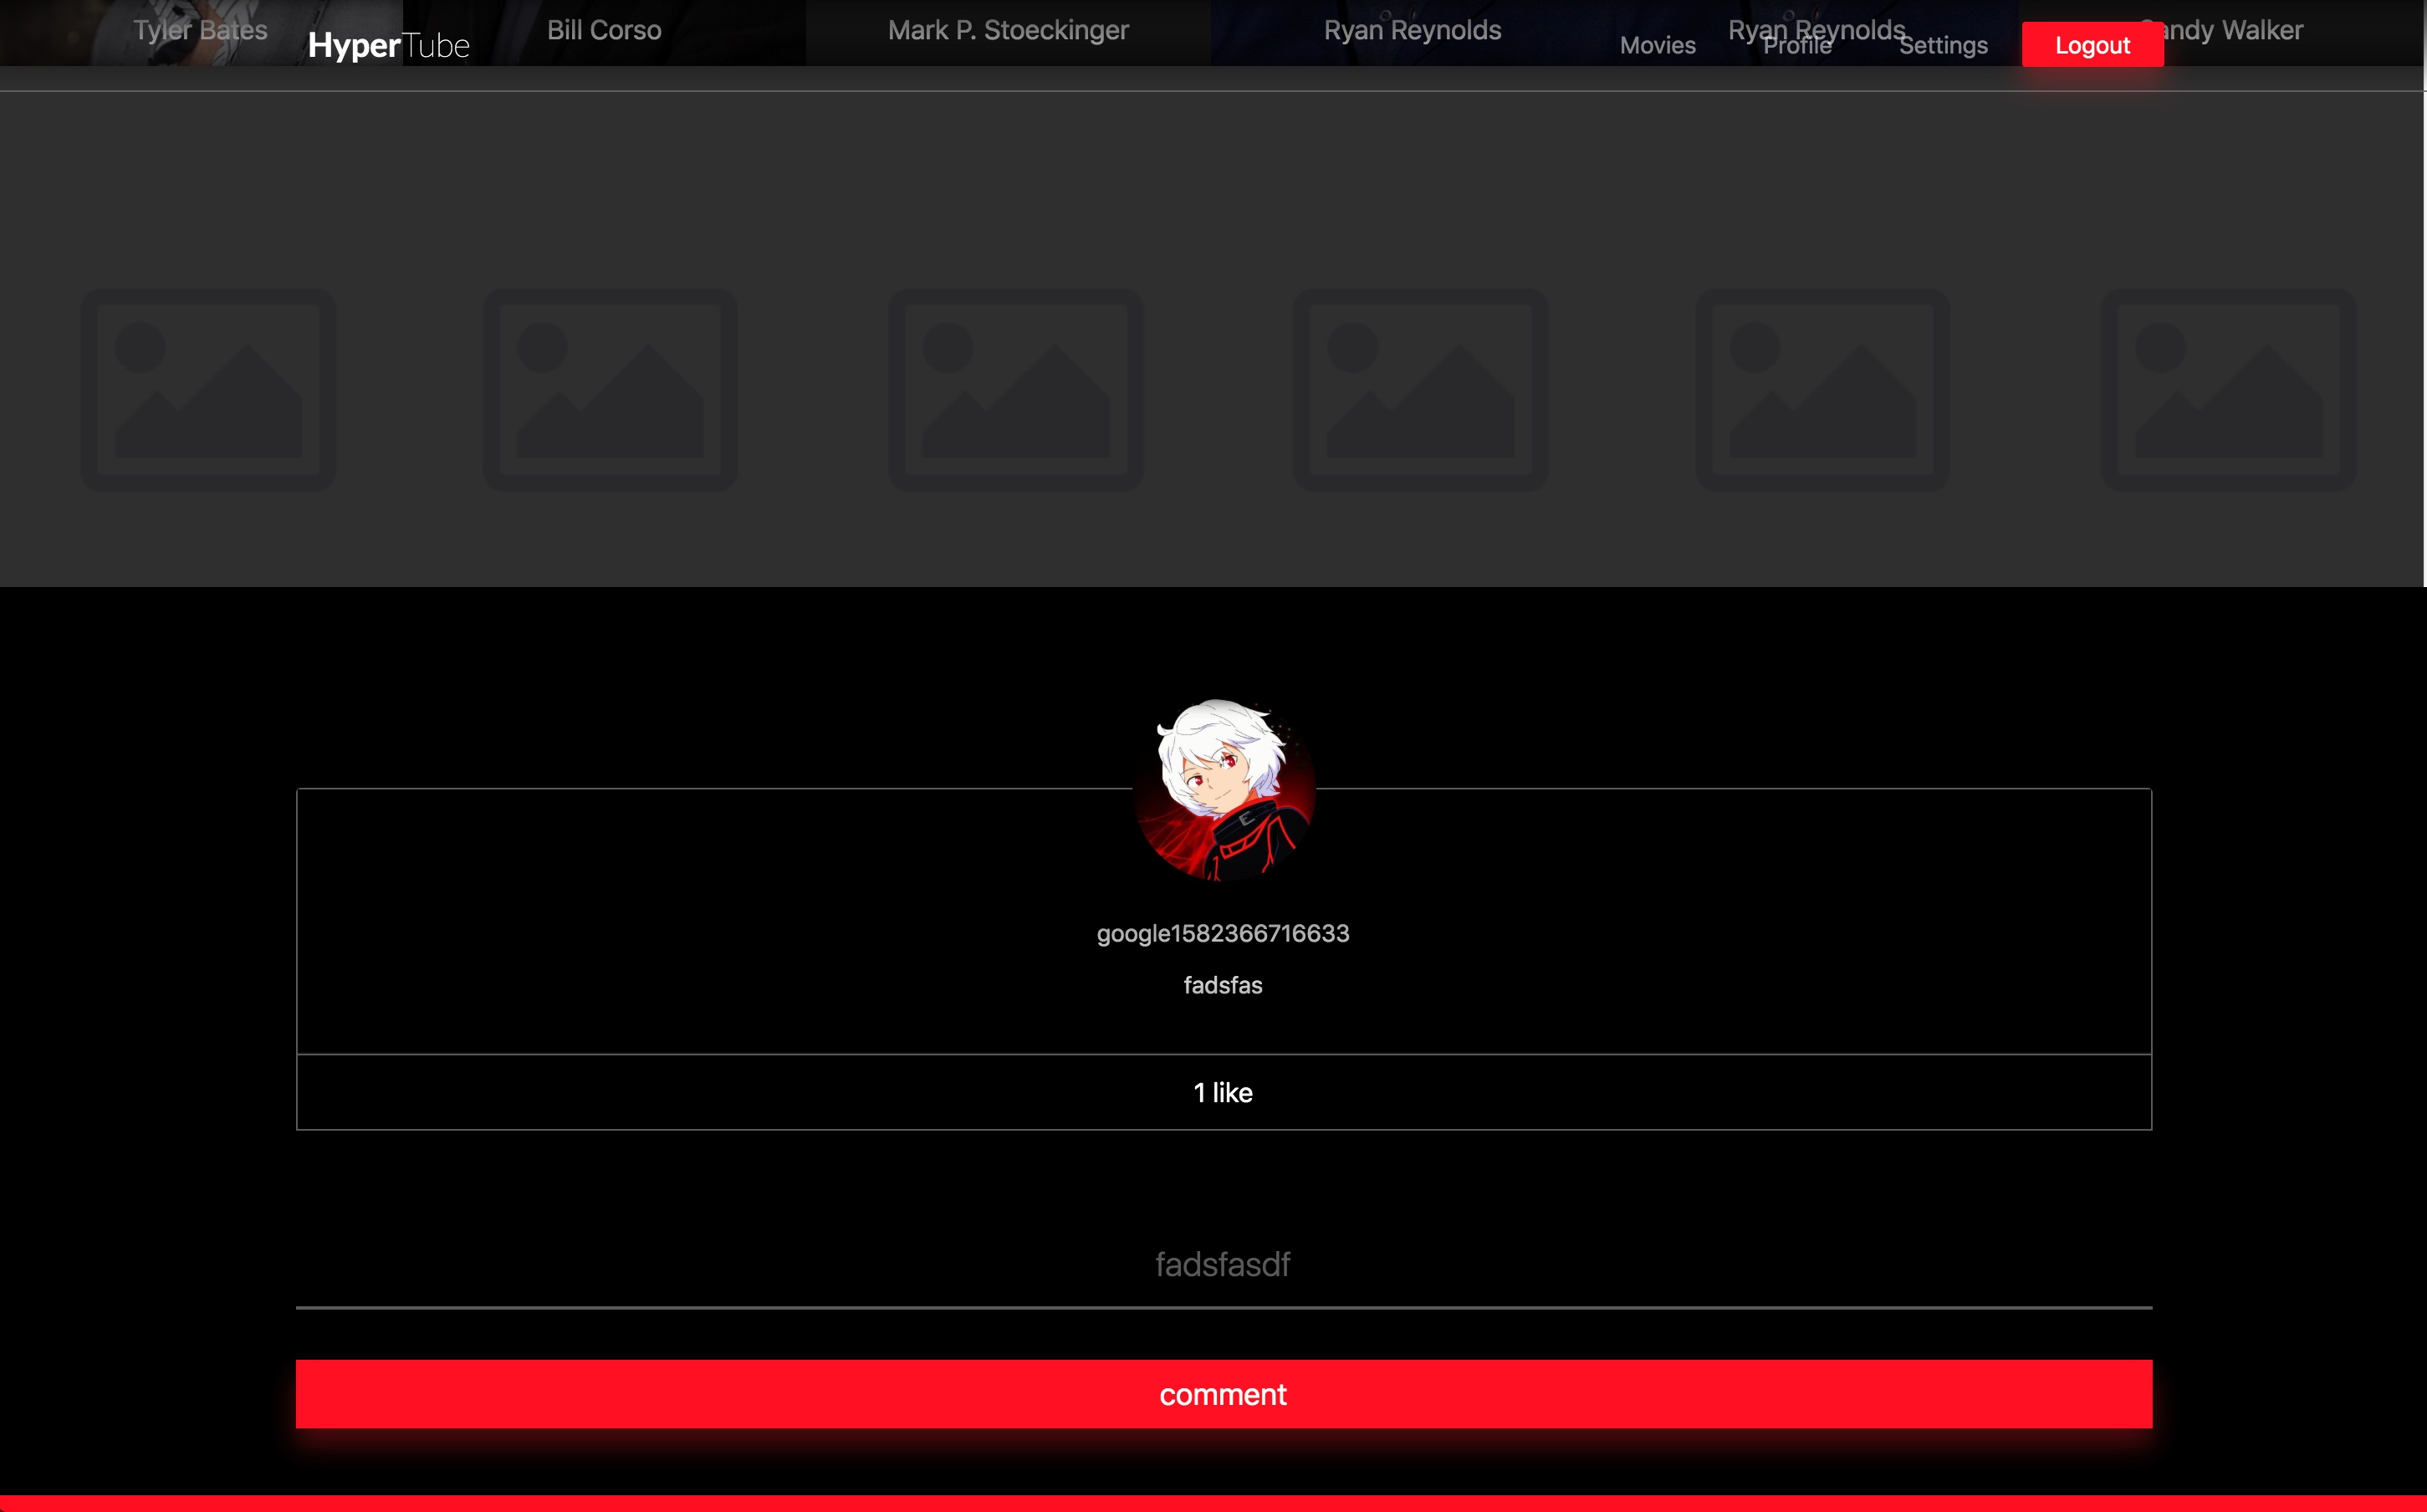 Tyler Bates Bill Corso Mark P. Stoeckinger Ryan Reynolds Ryan Reynolds andy Walker
HyperTube Movies Profile Settings Logout
google1582366716633
fadsfas
1 like
fadsfasdf
comment